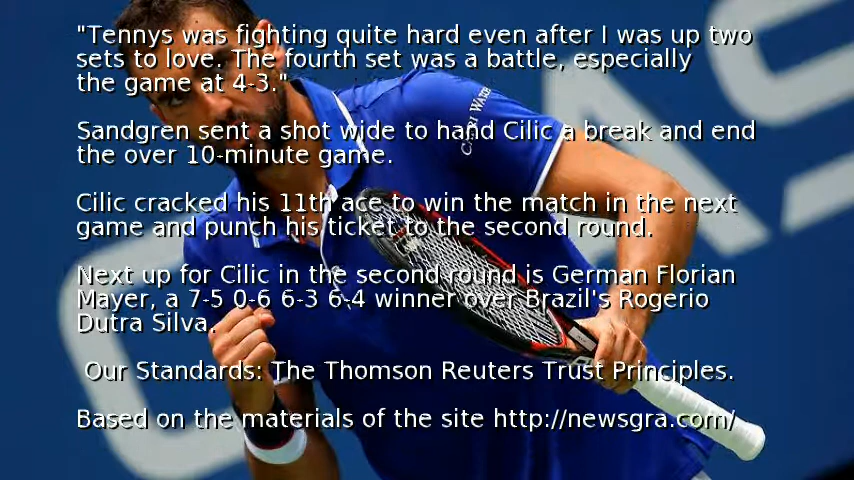 "Tennys was fighting quite hard even after I was up two
sets to love. The fourth set was a battle, especially
the game at 4-3."
Sandgren sent a shot wide to hand Cilic a break and end
the over 10-minute game.
Cilic cracked his 11th ace to win the match in the next
game and punch his ticket to the second round.
Next up for Cilic in the second round is German Florian
Mayer, a 7-5 0-6 6-3 6-4 winner over Brazil's Rogerio
Dutra Silva.
Our Standards: The Thomson Reuters Trust Principles.
Based on the materials of the site http://newsgra.com/